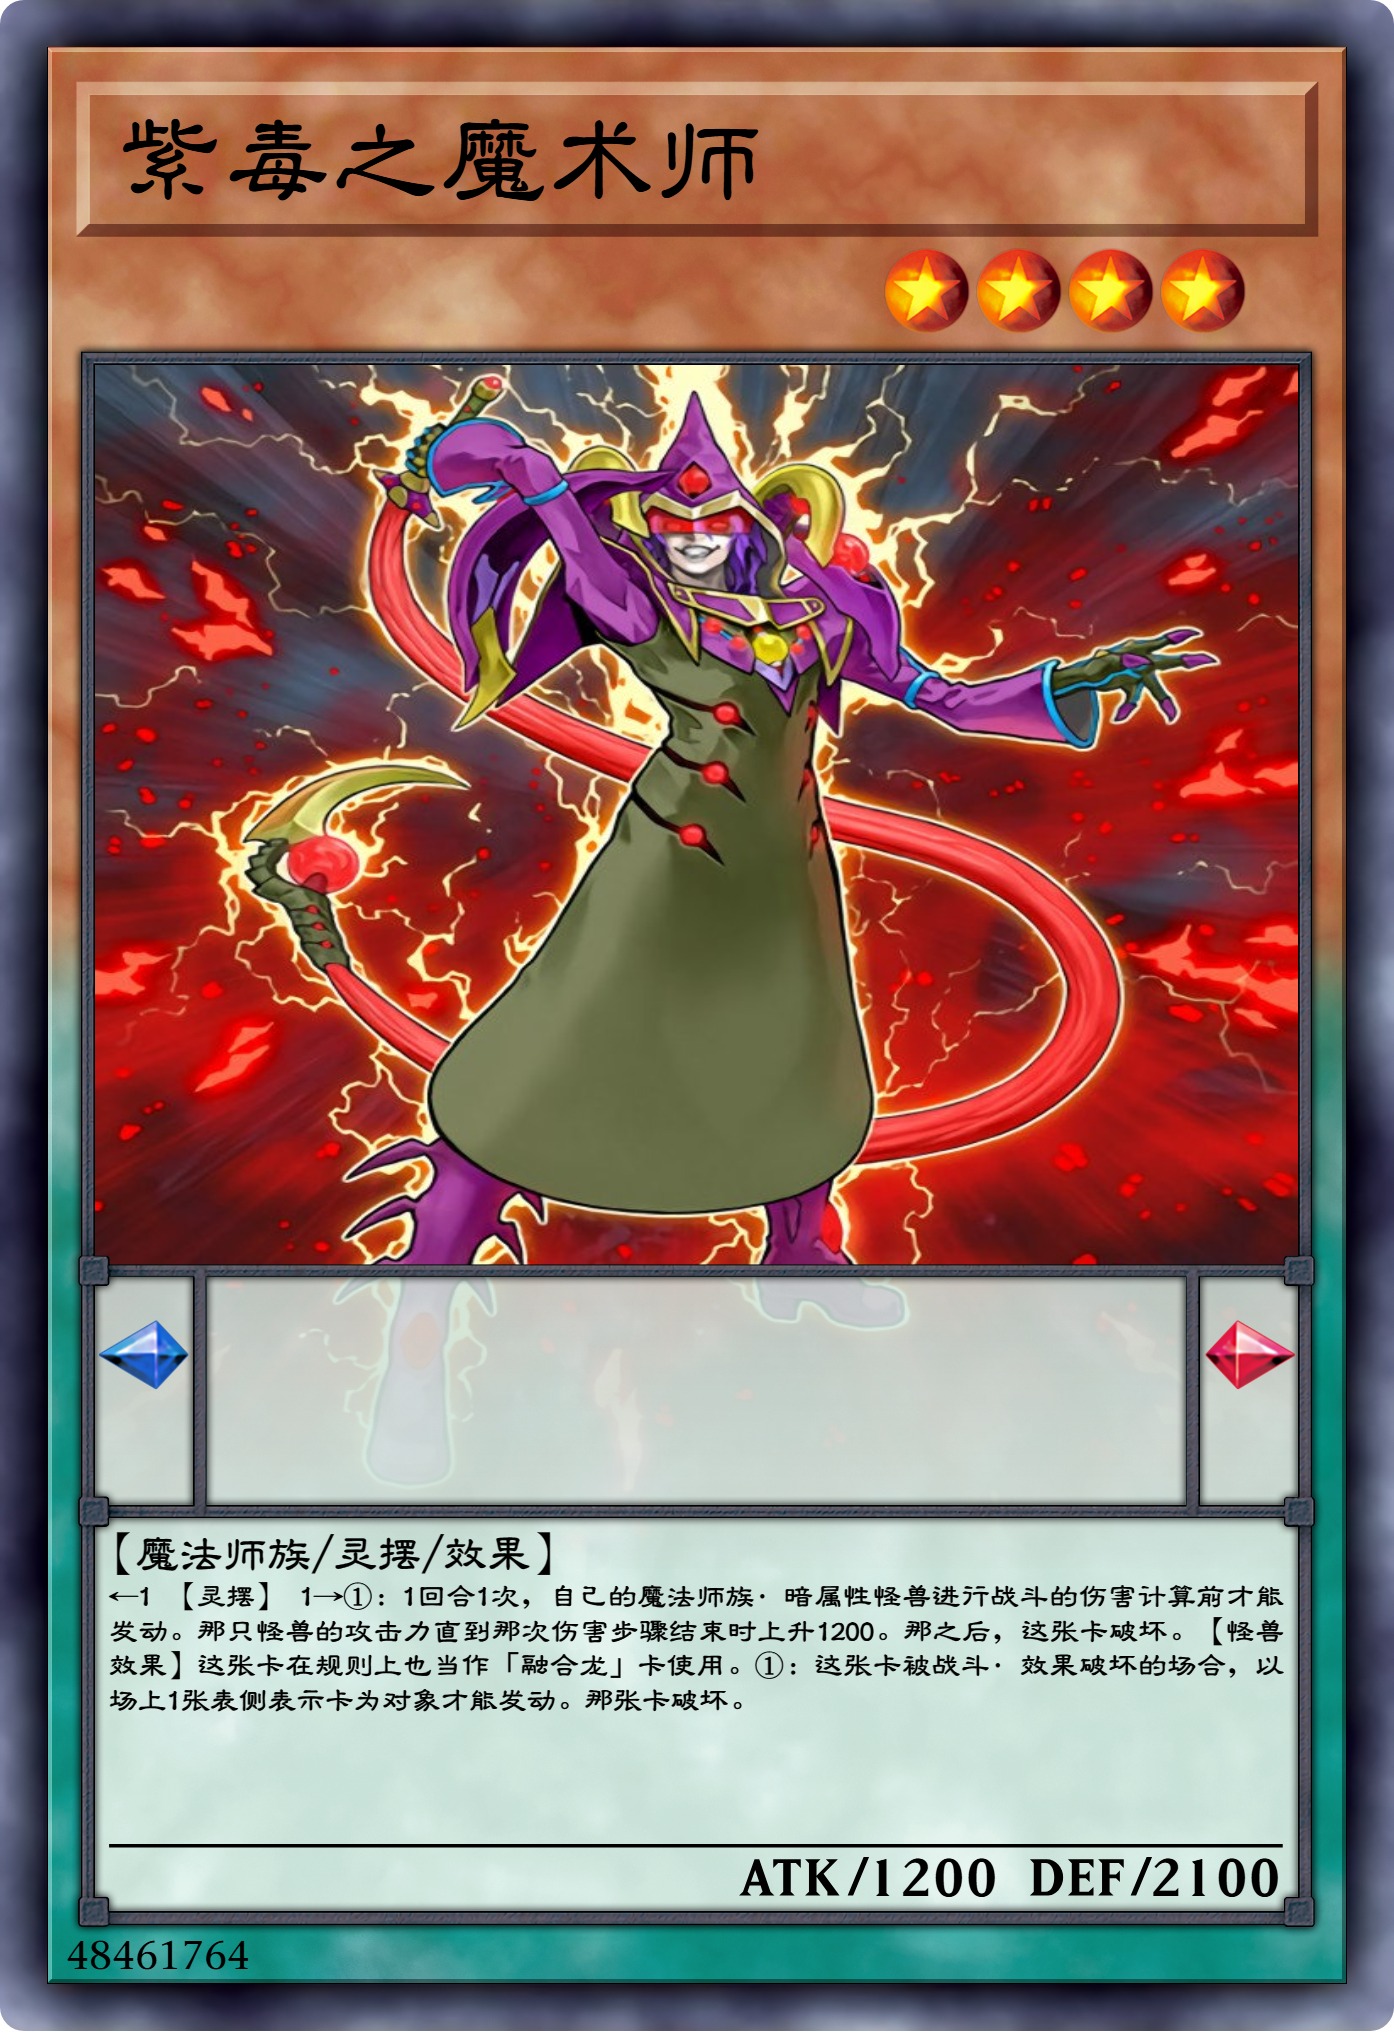 紫毒之魔术师
【魔法师族/灵摆/效果】
←1 【灵摆】 1→①：1回合1次，自己的魔法师族·暗属性怪兽进行战斗的伤害计算前才能
发动。那只怪兽的攻击力直到那次伤害步骤结束时上升1200。那之后，这张卡破坏。【怪兽
效果】这张卡在规则上也当作「融合龙」卡使用。①：这张卡被战斗·效果破坏的场合，以
场上1张表侧表示卡为对象才能发动。那张卡破坏。
ATK/1200 DEF/2100
48461764